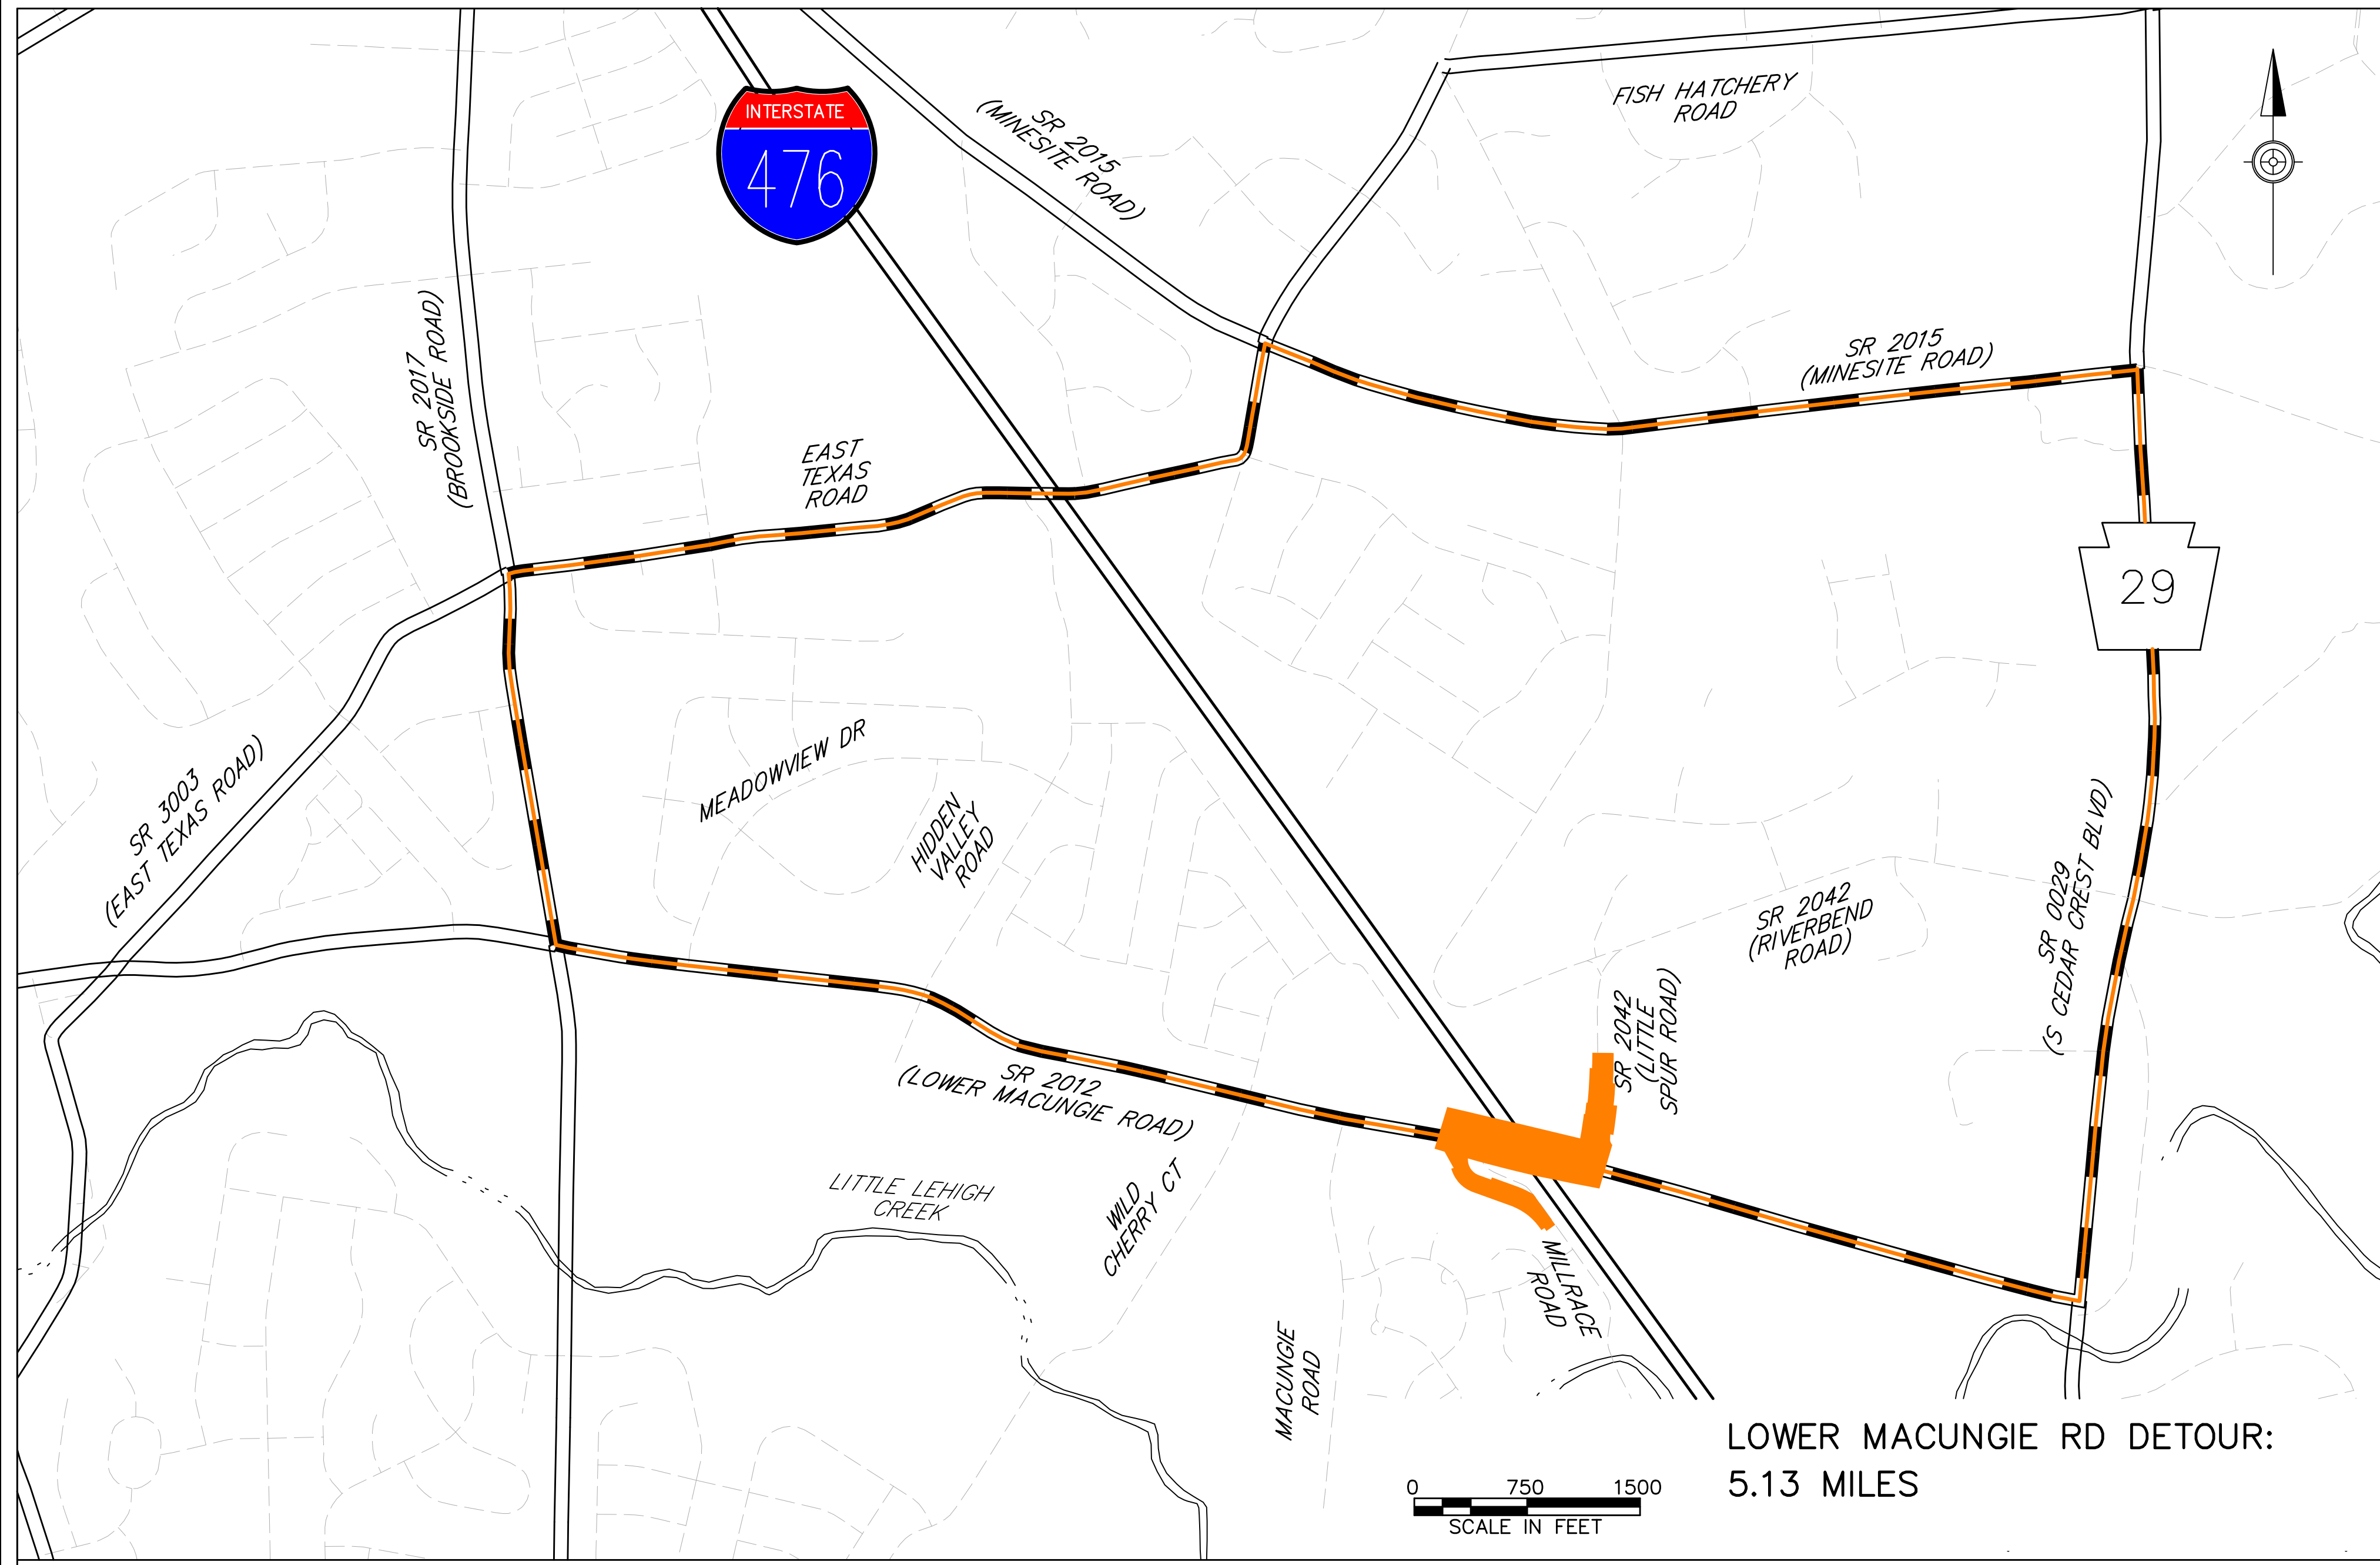 INTERSTATE
476
SR 2015
(MINESITE ROAD)
FISH HATCHERY
ROAD
SR 2017
(BROOKSIDE ROAD)
EAST
TEXAS
ROAD
SR 2015
(MINESITE ROAD)
29
SR 3003
(EAST TEXAS ROAD)
MEADOWVIEW DR
HIDDEN
VALLEY
ROAD
SR 2042
(RIVERBEND
ROAD)
SR 0029
(S CEDAR CREST BLVD)
SR 2042
(LITTLE
SPUR ROAD)
SR 2012
(LOWER MACUNGIE ROAD)
LITTLE LEHIGH
CREEK
WILD
CHERRY CT
MILLRACE
ROAD
MACUNGIE
ROAD
LOWER MACUNGIE RD DETOUR:
5.13 MILES
0 750 1500
SCALE IN FEET